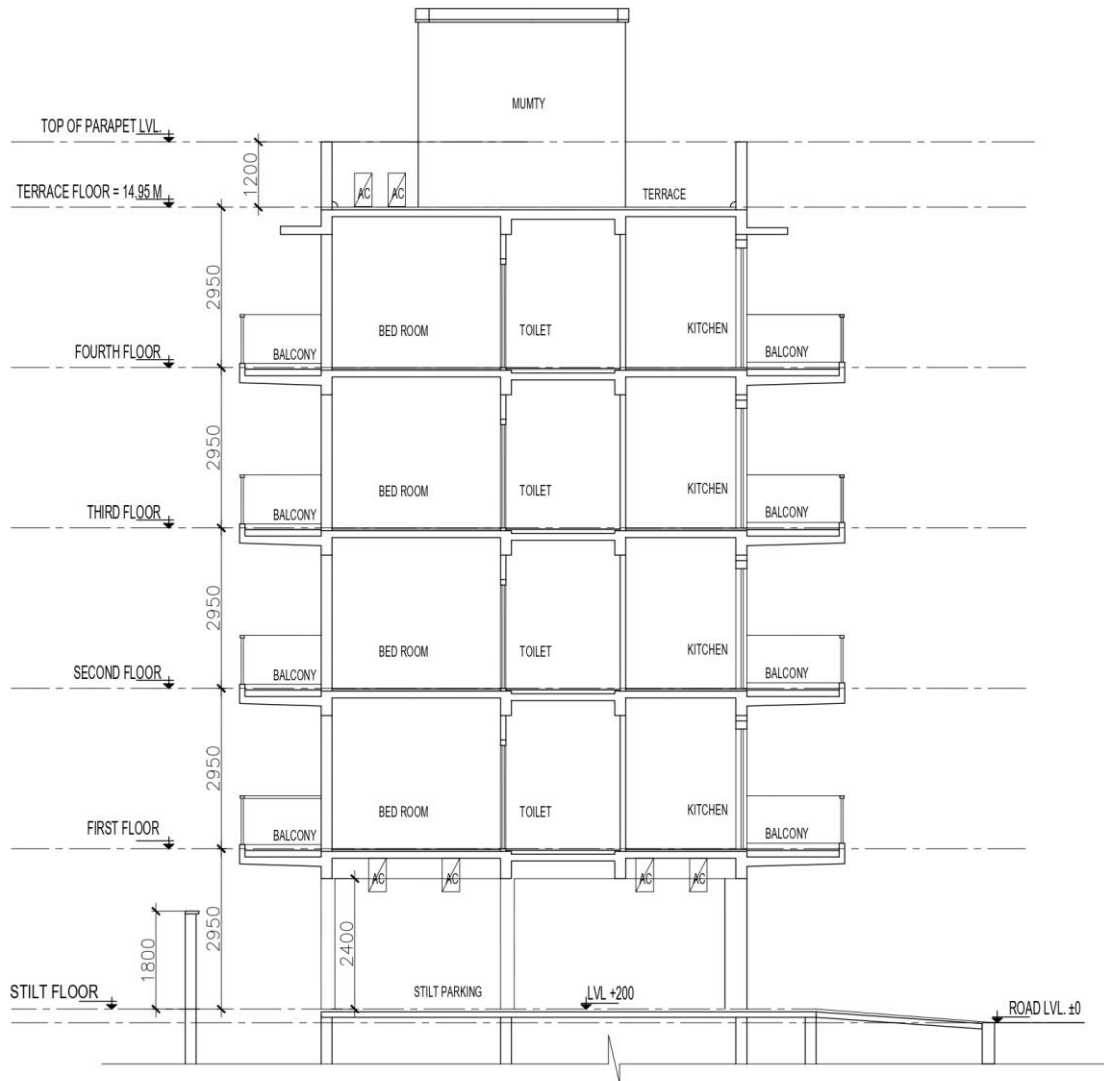 MUMTY
TOP OF PARAPET LVL.
1200
TERRACE FLOOR = 14.95 M
AC
AC
TERRACE
2950
BED ROOM
TOILET
KITCHEN
FOURTH FLOOR
BALCONY
BALCONY
2950
BED ROOM
TOILET
KITCHEN
THIRD FLOOR
BALCONY
BALCONY
2950
BED ROOM
TOILET
KITCHEN
SECOND FLOOR
BALCONY
BALCONY
2950
BED ROOM
TOILET
KITCHEN
FIRST FLOOR
BALCONY
BALCONY
AC
AC
AC
AC
1800
2950
2400
STILT FLOOR
STILT PARKING
LVL +200
ROAD LVL. ±0